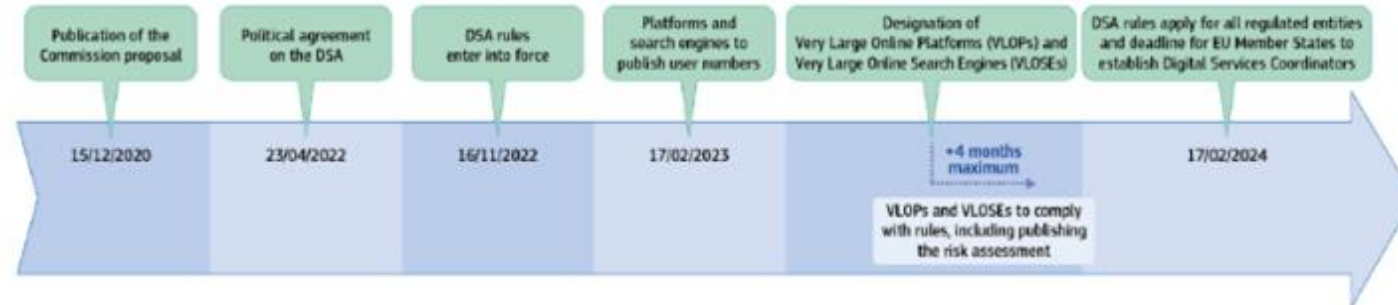 Publication of the
Commission proposal
Political agreement
on the DSA
DSA rules
enter into force
Platforms and
search engines to
publish user numbers
Designation of
Very Large Online Platforms (VLOPs) and
Very Large Online Search Engines (VLOSEs)
DSA rules apply for all regulated entities
and deadline for EU Member States to
establish Digital Services Coordinators
15/12/2020
23/04/2022
16/11/2022
17/02/2023
+4 months
maximum
17/02/2024
VLOPs and VLOSEs to comply
with rules, including publishing
the risk assessment